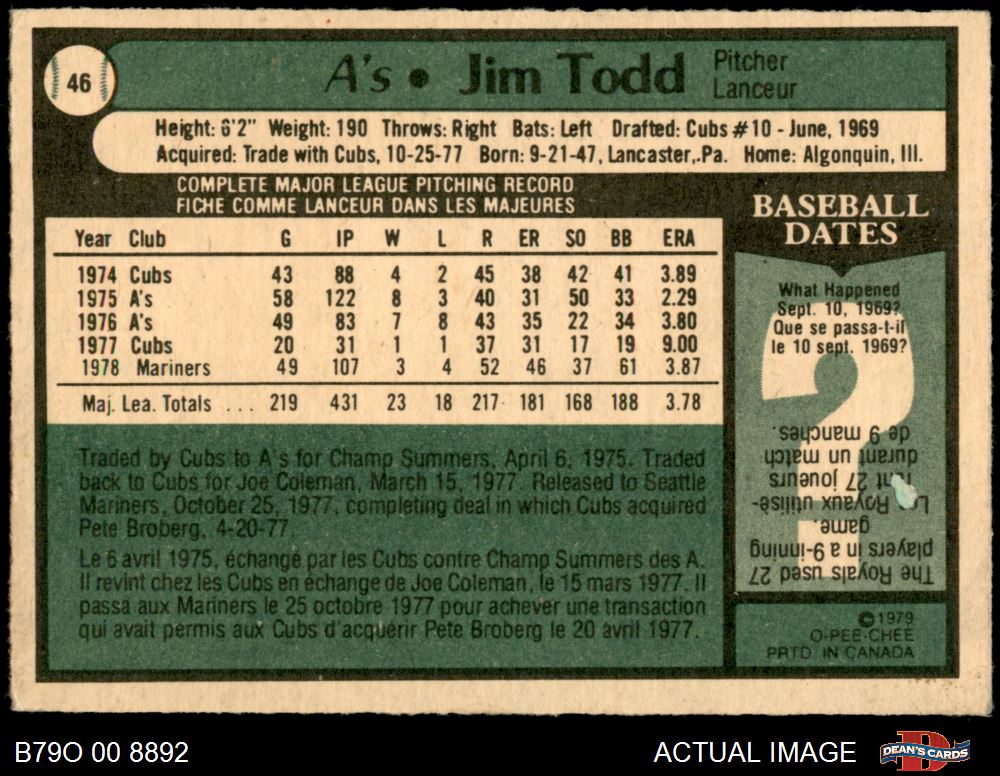 46
A's • Jim Todd Pitcher
Lanceur
Height: 6'2" Weight: 190 Throws: Right Bats: Left Drafted: Cubs #10 - June, 1969
Acquired: Trade with Cubs, 10-25-77 Born: 9-21-47, Lancaster, Pa. Home: Algonquin, Ill.
COMPLETE MAJOR LEAGUE PITCHING RECORD
FICHE COMME LANCEUR DANS LES MAJEURES
Year Club G IP W L R ER SO BB ERA
1974 Cubs 43 88 4 2 45 38 42 41 3.89
1975 A's 58 122 8 3 40 31 50 33 2.29
1976 A's 49 83 7 8 43 35 22 34 3.80
1977 Cubs 20 31 1 1 37 31 17 19 9.00
1978 Mariners 49 107 3 4 52 46 37 61 3.87
Maj. Lea. Totals ... 219 431 23 18 217 181 168 188 3.78
Traded by Cubs to A's for Champ Summers, April 6, 1975. Traded
back to Cubs for Joe Coleman, March 15, 1977. Released to Seattle
Mariners, October 25, 1977, completing deal in which Cubs acquired
Pete Broberg, 4-20-77.
Le 6 avril 1975, échangé par les Cubs contre Champ Summers des A.
Il revint chez les Cubs en échange de Joe Coleman, le 15 mars 1977. Il
passa aux Mariners le 25 octobre 1977 pour achever une transaction
qui avait permis aux Cubs d'acquérir Pete Broberg le 20 avril 1977.
BASEBALL
DATES
What Happened
Sept. 10, 1969?
Que se passa-t-il
le 10 sept. 1969?
The Royals used 27
players in a 9-inning
game.
Royaux utilisé-
27 joueurs
durant un match
de 9 manches.
©1979
O-PEE-CHEE
PRTD IN CANADA
B79O 00 8892
ACTUAL IMAGE
DEAN'S CARDS